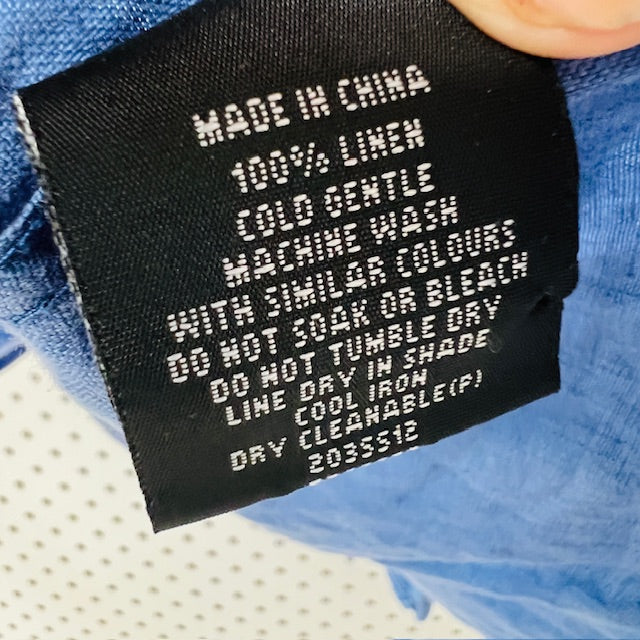 MADE IN CHINA
100% LINEN
COLD GENTLE
MACHINE WASH
WITH SIMILAR COLOURS
DO NOT SOAK OR BLEACH
DO NOT TUMBLE DRY
LINE DRY IN SHADE
COOL IRON
DRY CLEANABLE(P)
2035512